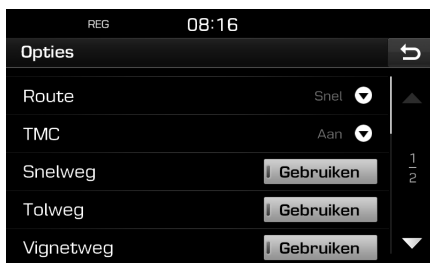 REG 08:16
Opties
Route Snel
TMC Aan
Snelweg Gebruiken
Tolweg Gebruiken
Vignetweg Gebruiken
1
2